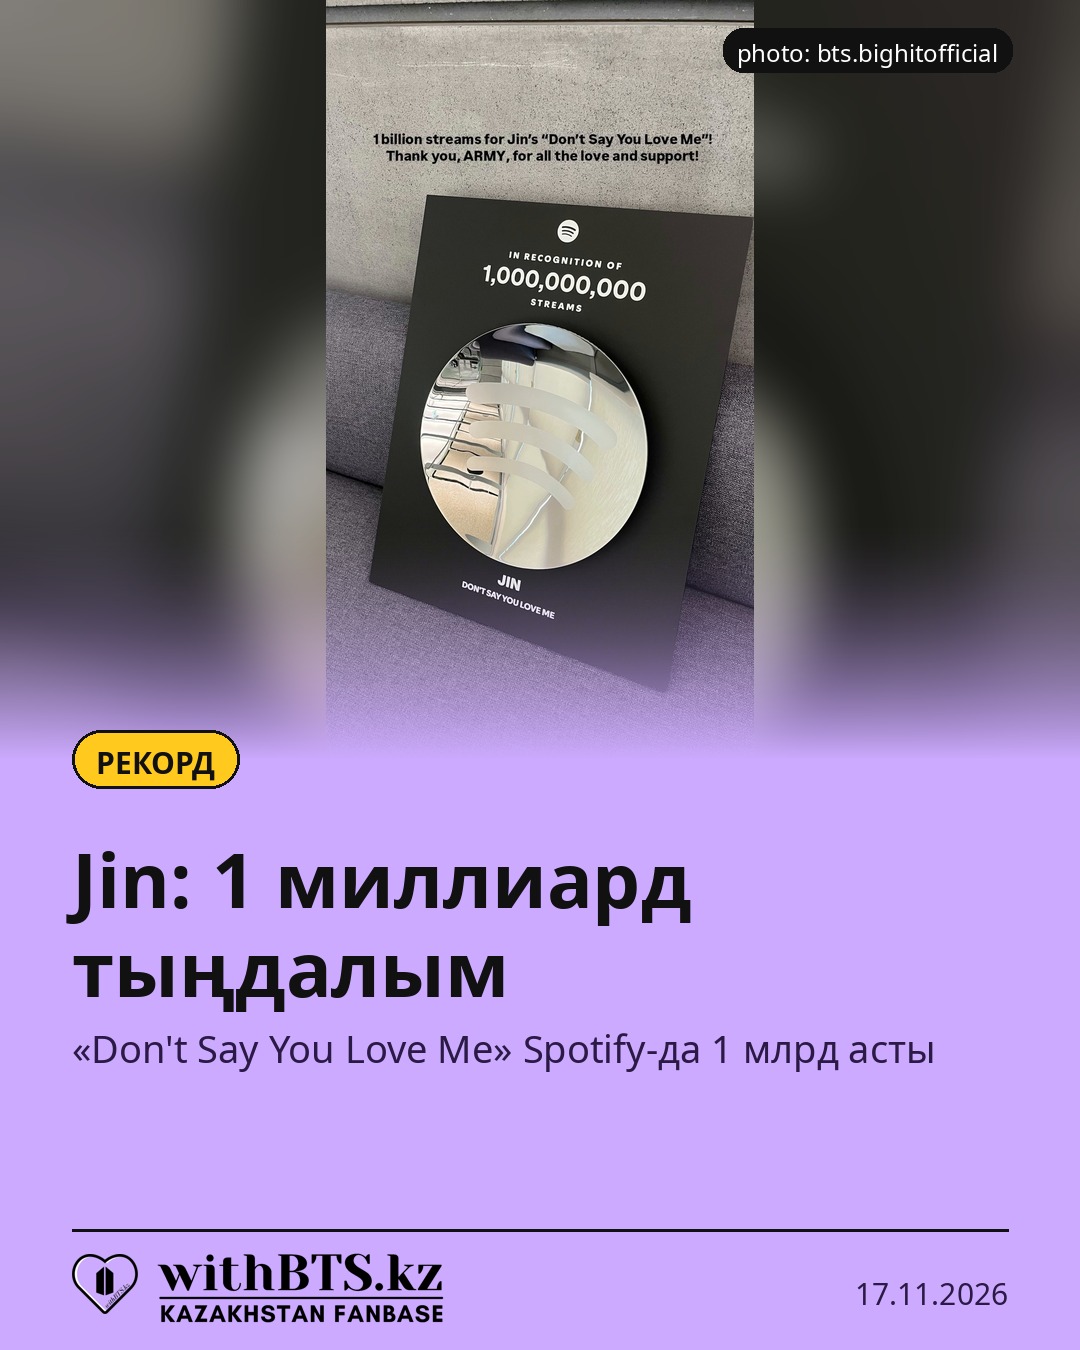 photo: bts.bighitofficial
1 billion streams for Jin’s “Don’t Say You Love Me”!
Thank you, ARMY, for all the love and support!
IN RECOGNITION OF
1,000,000,000
STREAMS
JIN
DON'T SAY YOU LOVE ME
РЕКОРД
Jin: 1 миллиард
тыңдалым
«Don't Say You Love Me» Spotify-да 1 млрд асты
withBTS.kz
KAZAKHSTAN FANBASE
17.11.2026